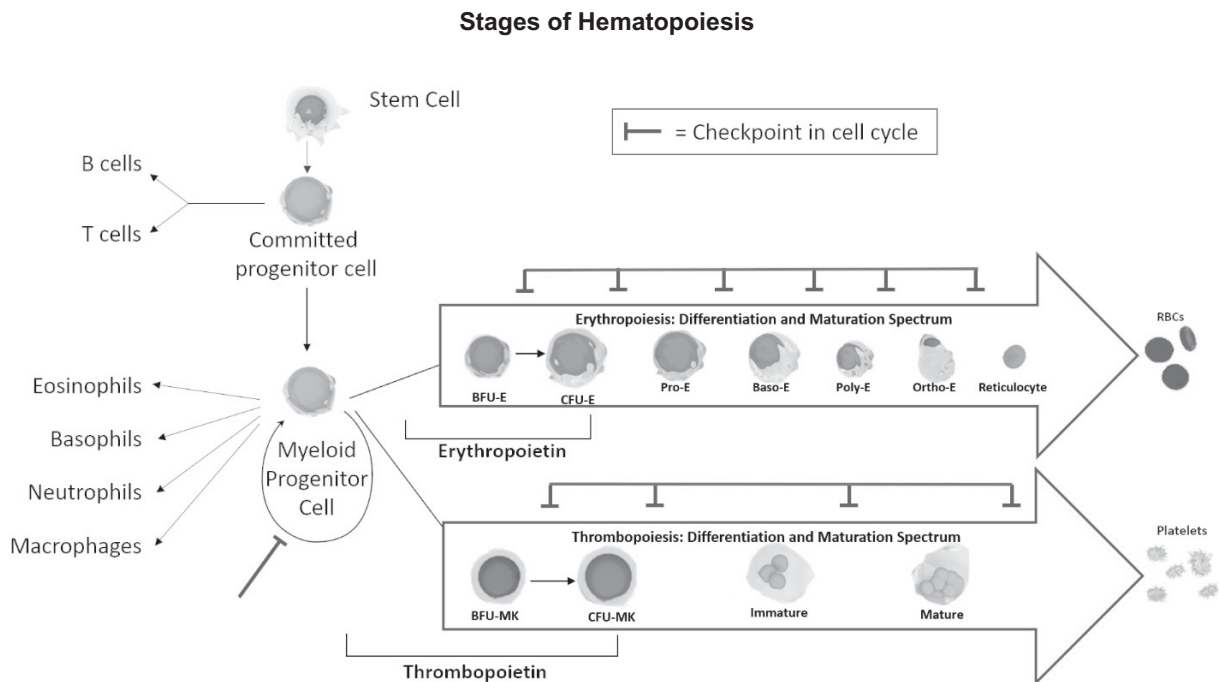 Stages of Hematopoiesis
Stem Cell
= Checkpoint in cell cycle
B cells
T cells
Committed
progenitor cell
Erythropoiesis: Differentiation and Maturation Spectrum
RBCs
BFU-E
CFU-E
Pro-E
Baso-E
Poly-E
Ortho-E
Reticulocyte
Erythropoietin
Eosinophils
Basophils
Neutrophils
Macrophages
Myeloid
Progenitor
Cell
Thrombopoiesis: Differentiation and Maturation Spectrum
Platelets
BFU-MK
CFU-MK
Immature
Mature
Thrombopoietin